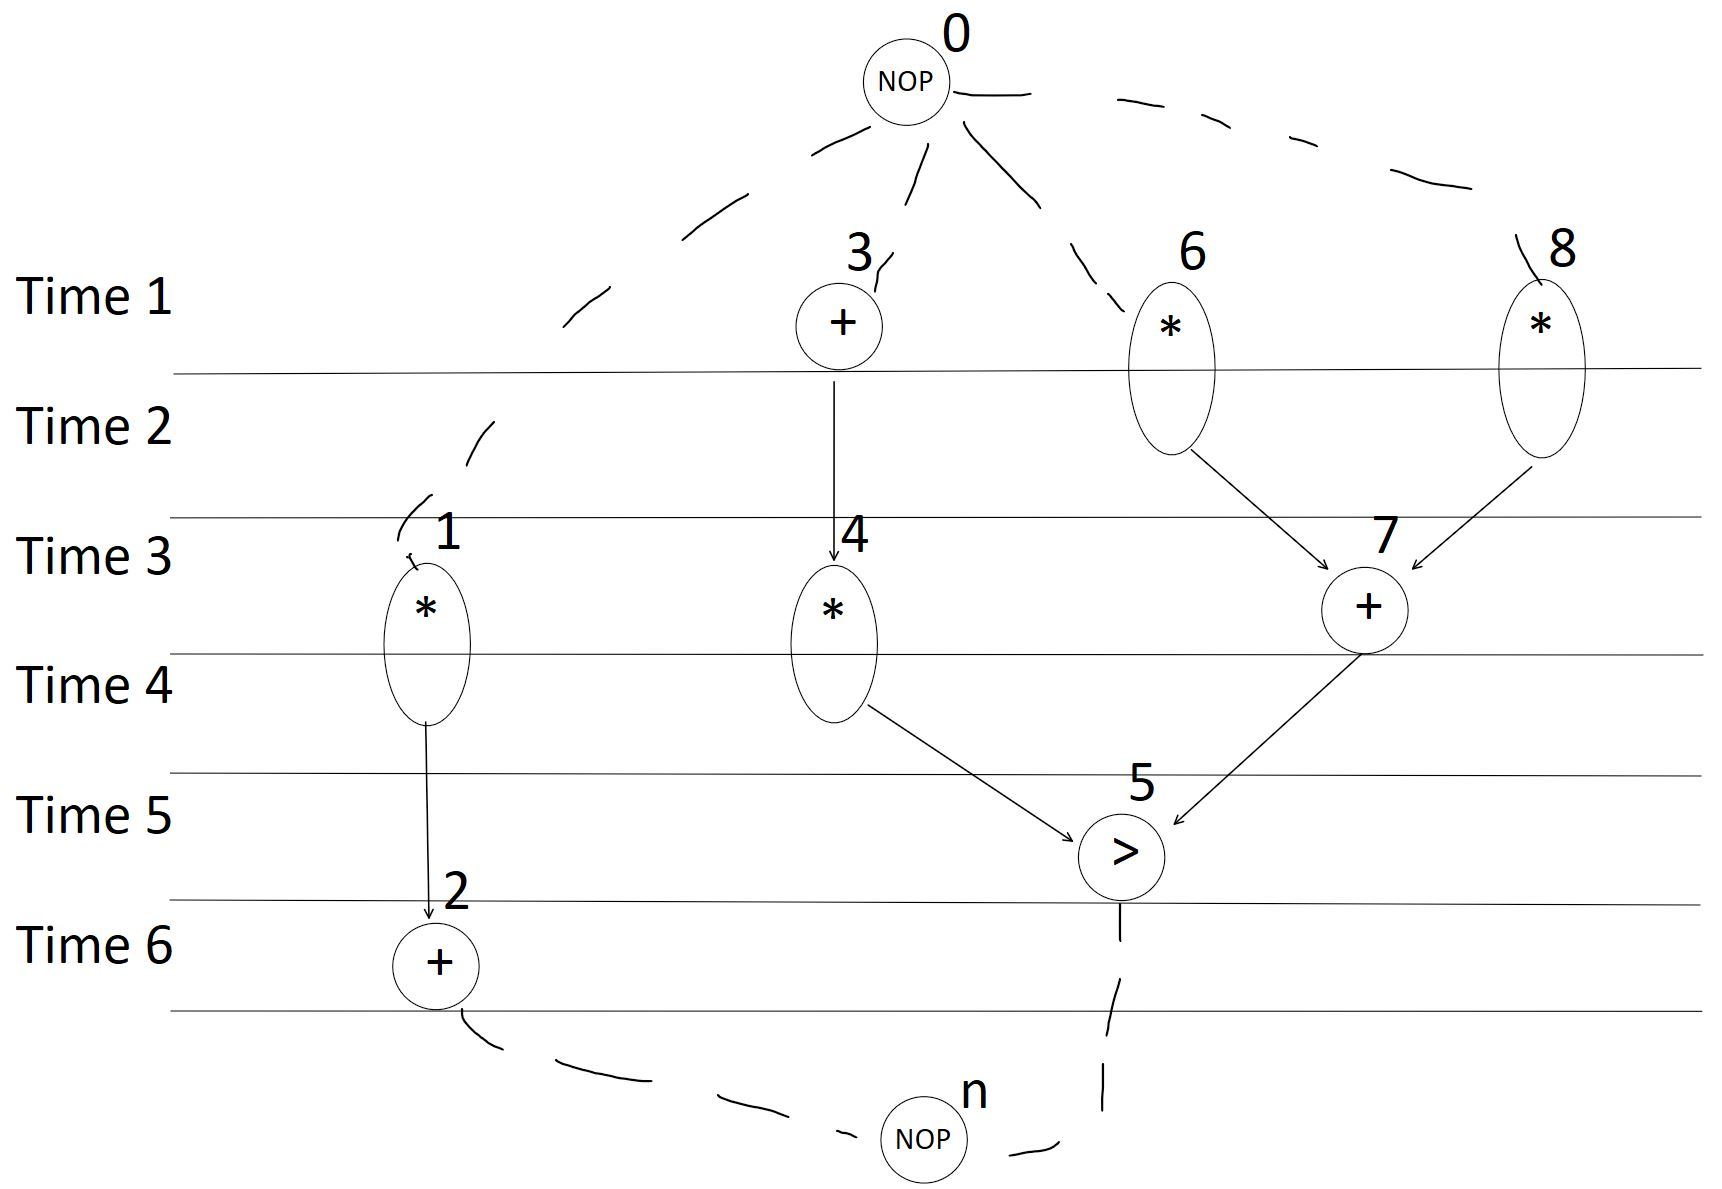 0
NOP
3 6 8
Time 1 + * *
Time 2
1 4 7
Time 3 * * +
Time 4
5
Time 5 >
2
Time 6 +
n
NOP